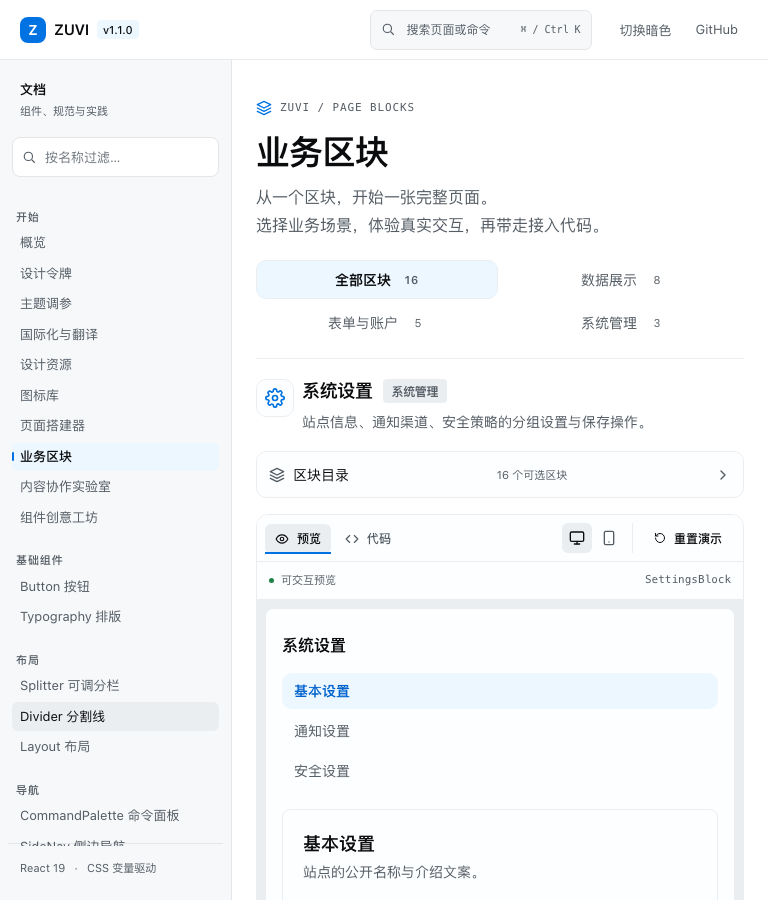 Z ZUVI v1.1.0
搜索页面或命令 ⌘ / Ctrl K
切换暗色
GitHub
文档
组件、规范与实践
按名称过滤...
开始
概览
设计令牌
主题调参
国际化与翻译
设计资源
图标库
页面搭建器
业务区块
内容协作实验室
组件创意工坊
基础组件
Button 按钮
Typography 排版
布局
Splitter 可调分栏
Divider 分割线
Layout 布局
导航
CommandPalette 命令面板
SideNav 侧边导航
React 19 · CSS 变量驱动
ZUVI / PAGE BLOCKS
业务区块
从一个区块，开始一张完整页面。
选择业务场景，体验真实交互，再带走接入代码。
全部区块 16
数据展示 8
表单与账户 5
系统管理 3
系统设置 系统管理
站点信息、通知渠道、安全策略的分组设置与保存操作。
区块目录 16 个可选区块
预览 代码 重置演示
可交互预览 SettingsBlock
系统设置
基本设置
通知设置
安全设置
基本设置
站点的公开名称与介绍文案。